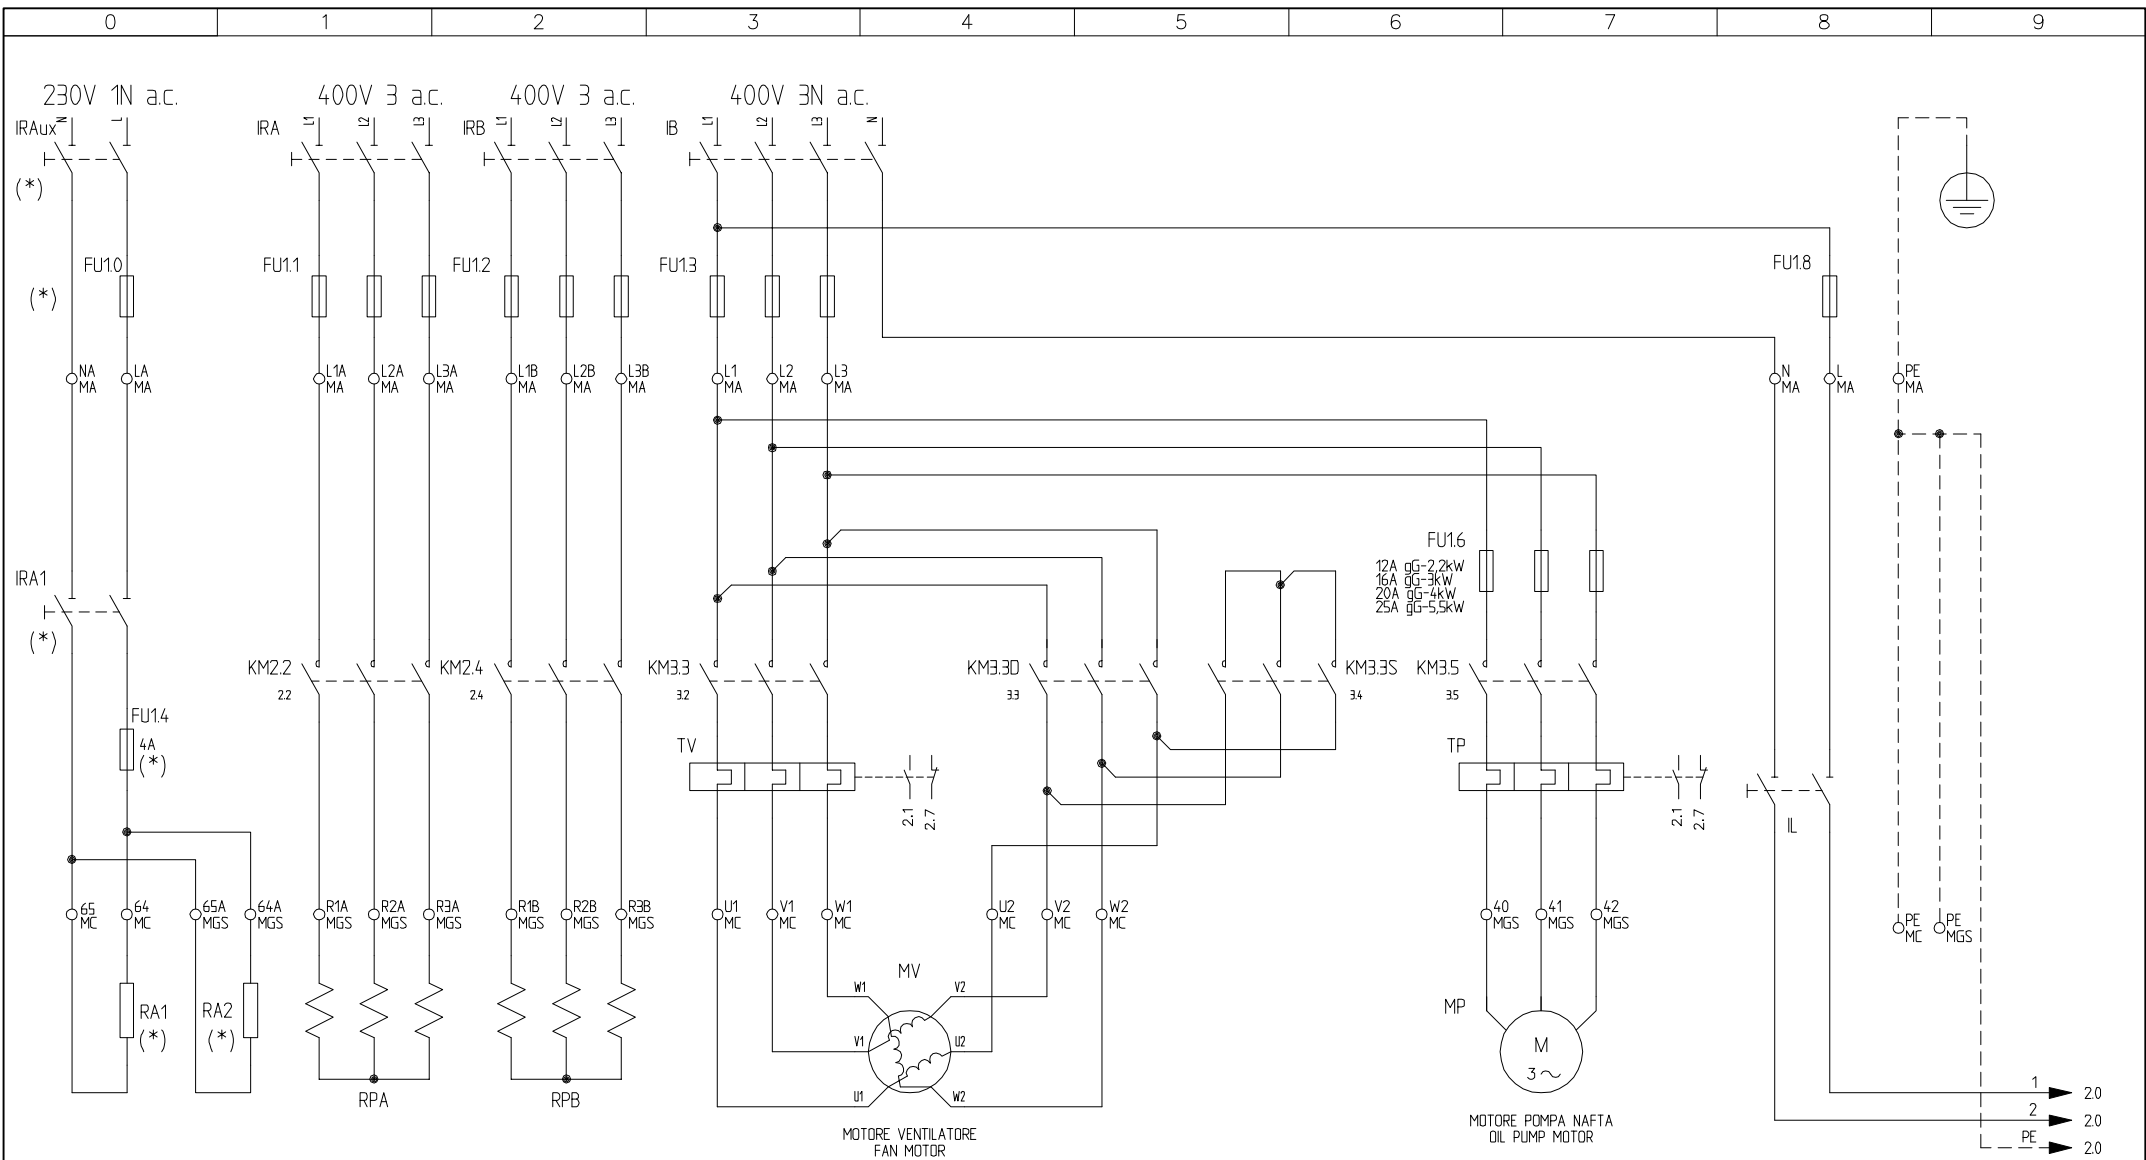 0 1 2 3 4 5 6 7 8 9
230V 1N a.c. 400V 3 a.c. 400V 3 a.c. 400V 3N a.c.
N L L1 L2 L3 L1 L2 L3 L1 L2 L3 N
IRAux IRA IRB IB
(*)
FU1.0 FU1.1 FU1.2 FU1.3 FU1.8
(*)
NA LA L1A L2A L3A L1B L2B L3B L1 L2 L3 N L PE
MA MA MA MA MA MA MA MA MA MA MA MA MA MA
FU1.6
12A gG-2,2kW
16A gG-3kW
20A gG-4kW
25A gG-5,5kW
IRA1
(*)
KM2.2 KM2.4 KM3.3 KM3.3D KM3.3S KM3.5
2.2 2.4 3.2 3.3 3.4 3.5
FU1.4
4A
(*)
TV TP
2.1 2.7 2.1 2.7
IL
65 64 65A 64A R1A R2A R3A R1B R2B R3B U1 V1 W1 U2 V2 W2 40 41 42 PE PE
MC MC MGS MGS MGS MGS MGS MGS MGS MGS MC MC MC MC MC MC MGS MGS MGS MC MGS
MV
W1 V2
RA1 RA2 MP
(*) (*)
V1 U2 M
3~
U1 W2
RPA RPB
1 2.0
2 2.0
PE 2.0
MOTORE VENTILATORE
FAN MOTOR
MOTORE POMPA NAFTA
OIL PUMP MOTOR